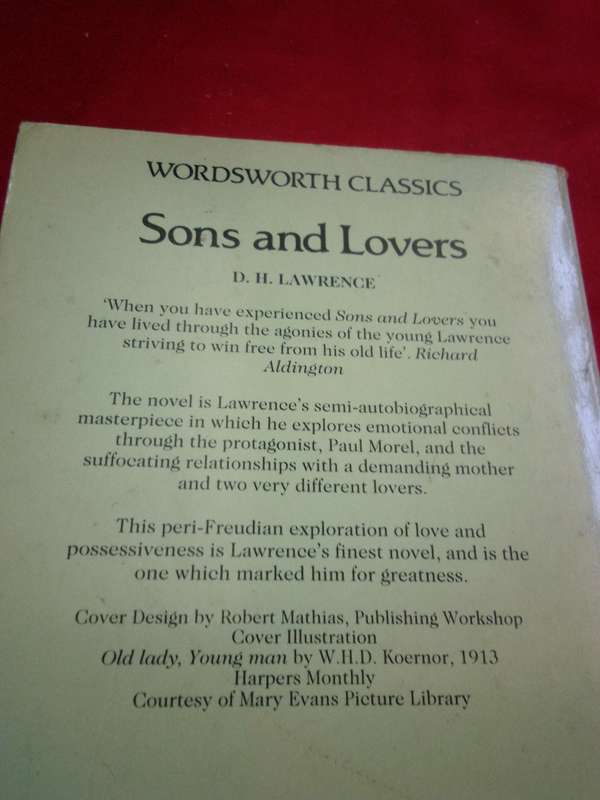 WORDSWORTH CLASSICS
Sons and Lovers
D. H. LAWRENCE
'When you have experienced Sons and Lovers you
have lived through the agonies of the young Lawrence
striving to win free from his old life'. Richard
Aldington
The novel is Lawrence's semi-autobiographical
masterpiece in which he explores emotional conflicts
through the protagonist, Paul Morel, and the
suffocating relationships with a demanding mother
and two very different lovers.
This peri-Freudian exploration of love and
possessiveness is Lawrence's finest novel, and is the
one which marked him for greatness.
Cover Design by Robert Mathias, Publishing Workshop
Cover Illustration
Old lady, Young man by W.H.D. Koernor, 1913
Harpers Monthly
Courtesy of Mary Evans Picture Library